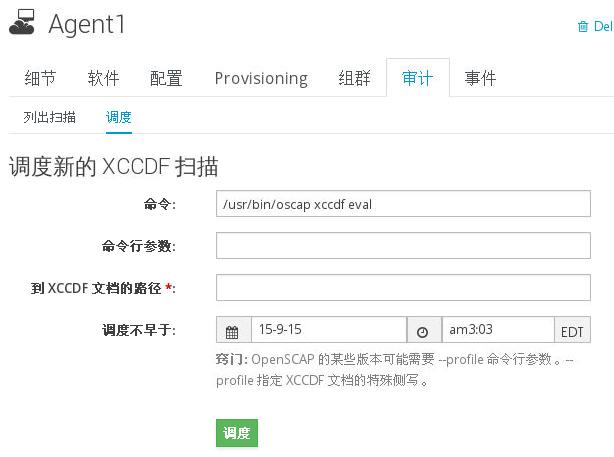 Agent1
Del
细节 软件 配置 Provisioning 组群 审计 事件
列出扫描 调度
调度新的 XCCDF 扫描
命令: /usr/bin/oscap xccdf eval
命令行参数:
到 XCCDF 文档的路径 *:
调度不早于: 15-9-15 am3:03 EDT
窍门: OpenSCAP 的某些版本可能需要 --profile 命令行参数。--
profile 指定 XCCDF 文档的特殊侧写。
调度